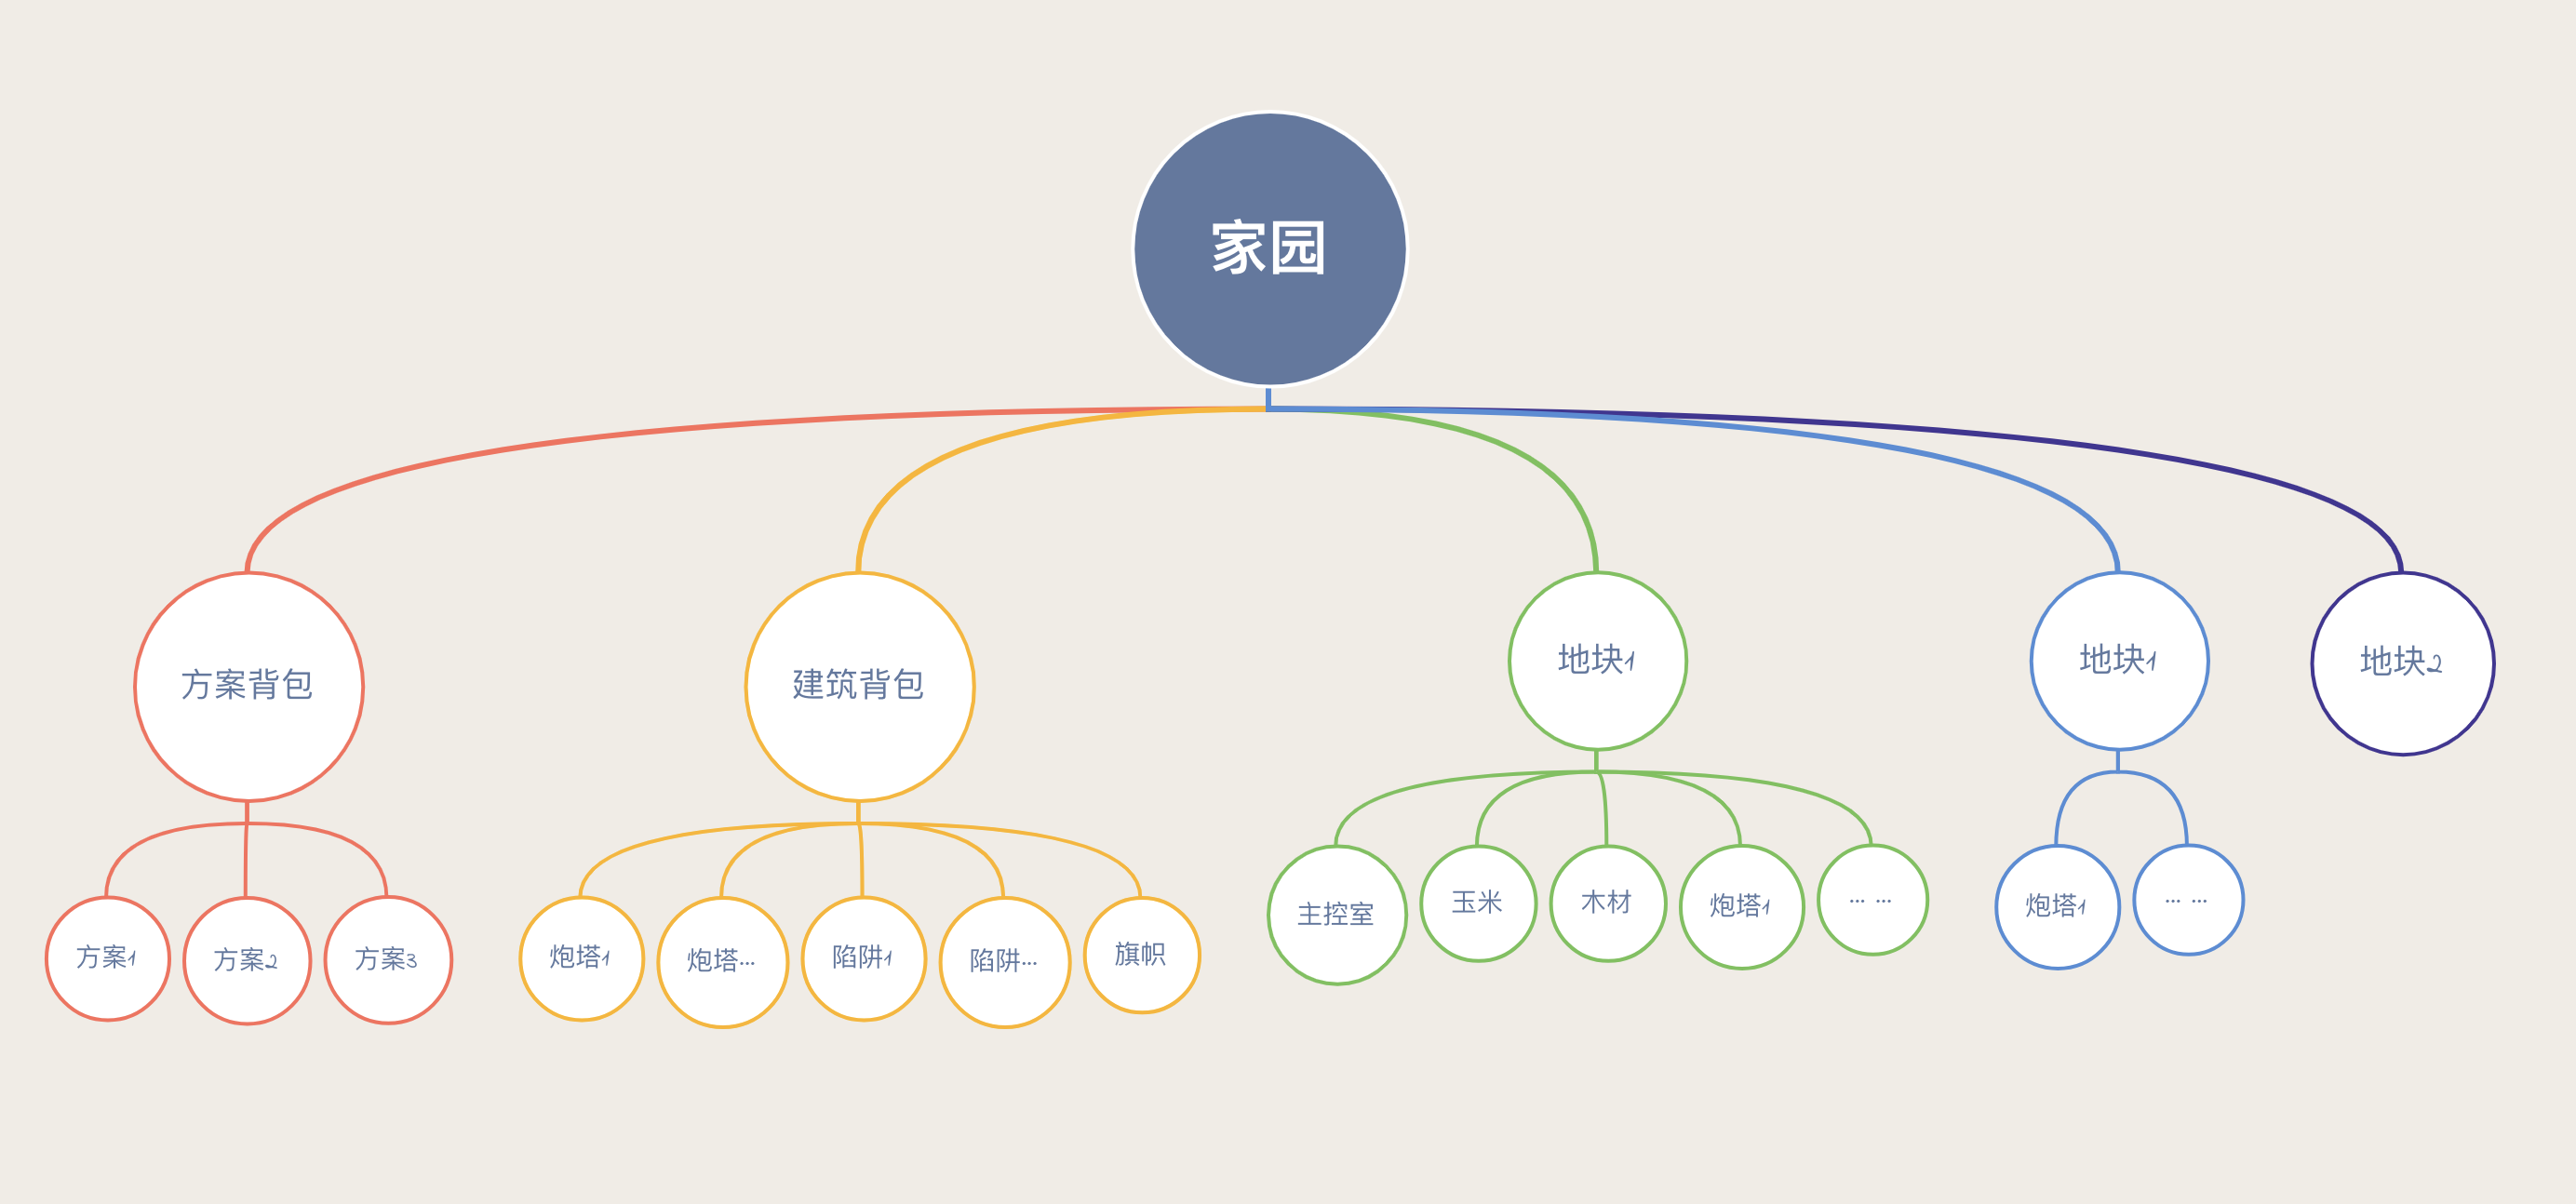 家园
方案背包
建筑背包
地块1
地块1
地块2
方案1
方案2
方案3
炮塔1
炮塔…
陷阱1
陷阱…
旗帜
主控室
玉米
木材
炮塔1
… …
炮塔1
… …